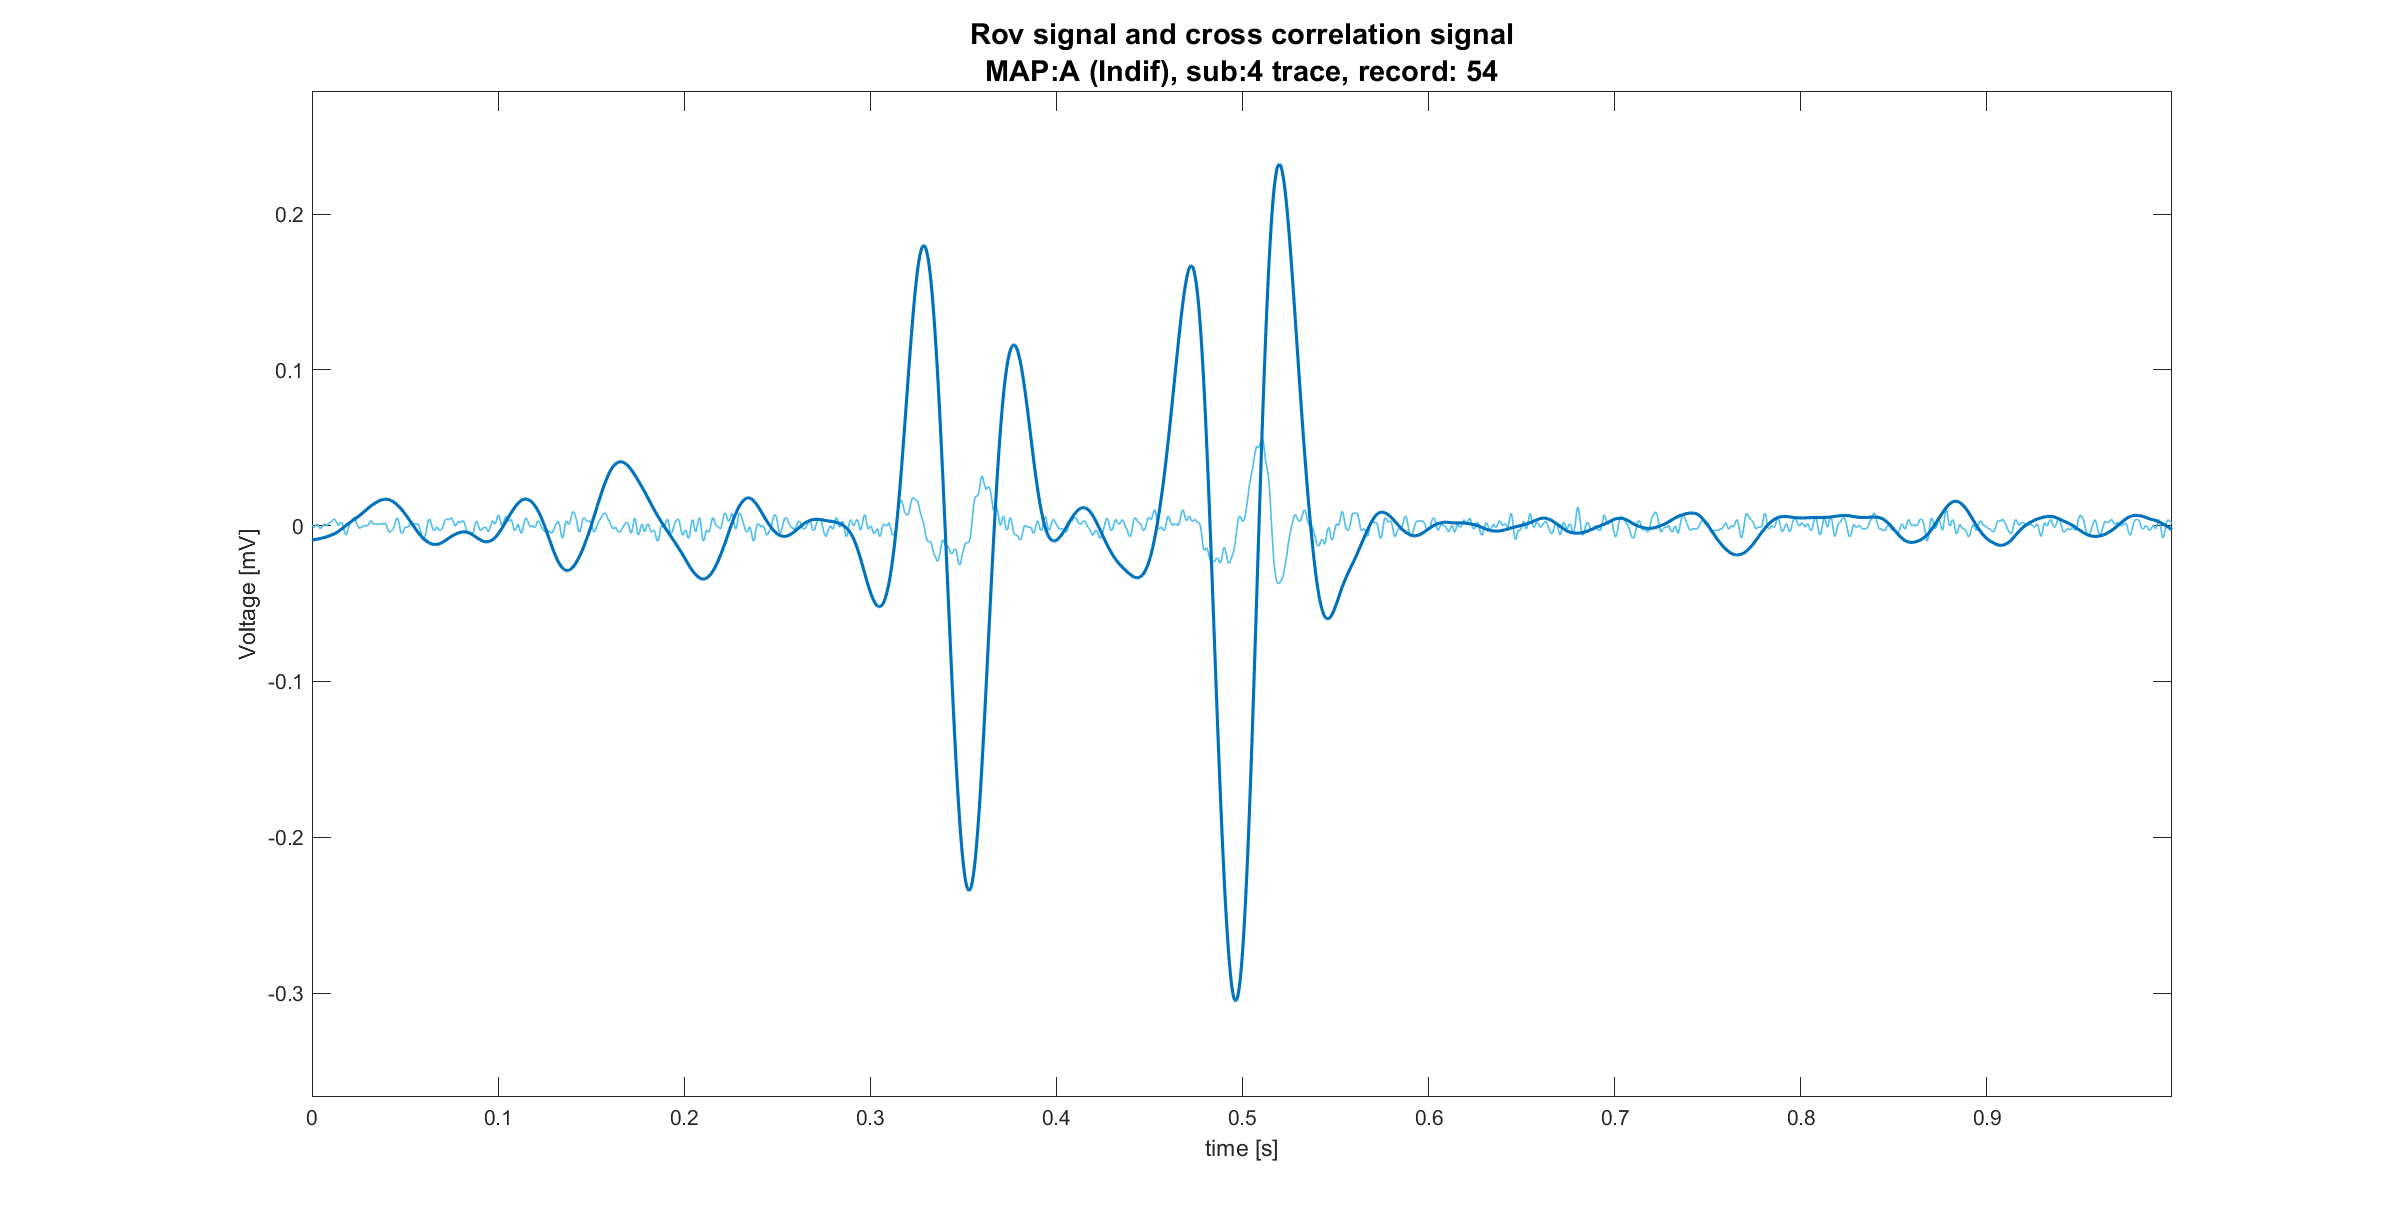 Rov signal and cross correlation signal
MAP:A (Indif), sub:4 trace, record: 54
Voltage [mV]
0.2
0.1
0
-0.1
-0.2
-0.3
0 0.1 0.2 0.3 0.4 0.5 0.6 0.7 0.8 0.9
time [s]